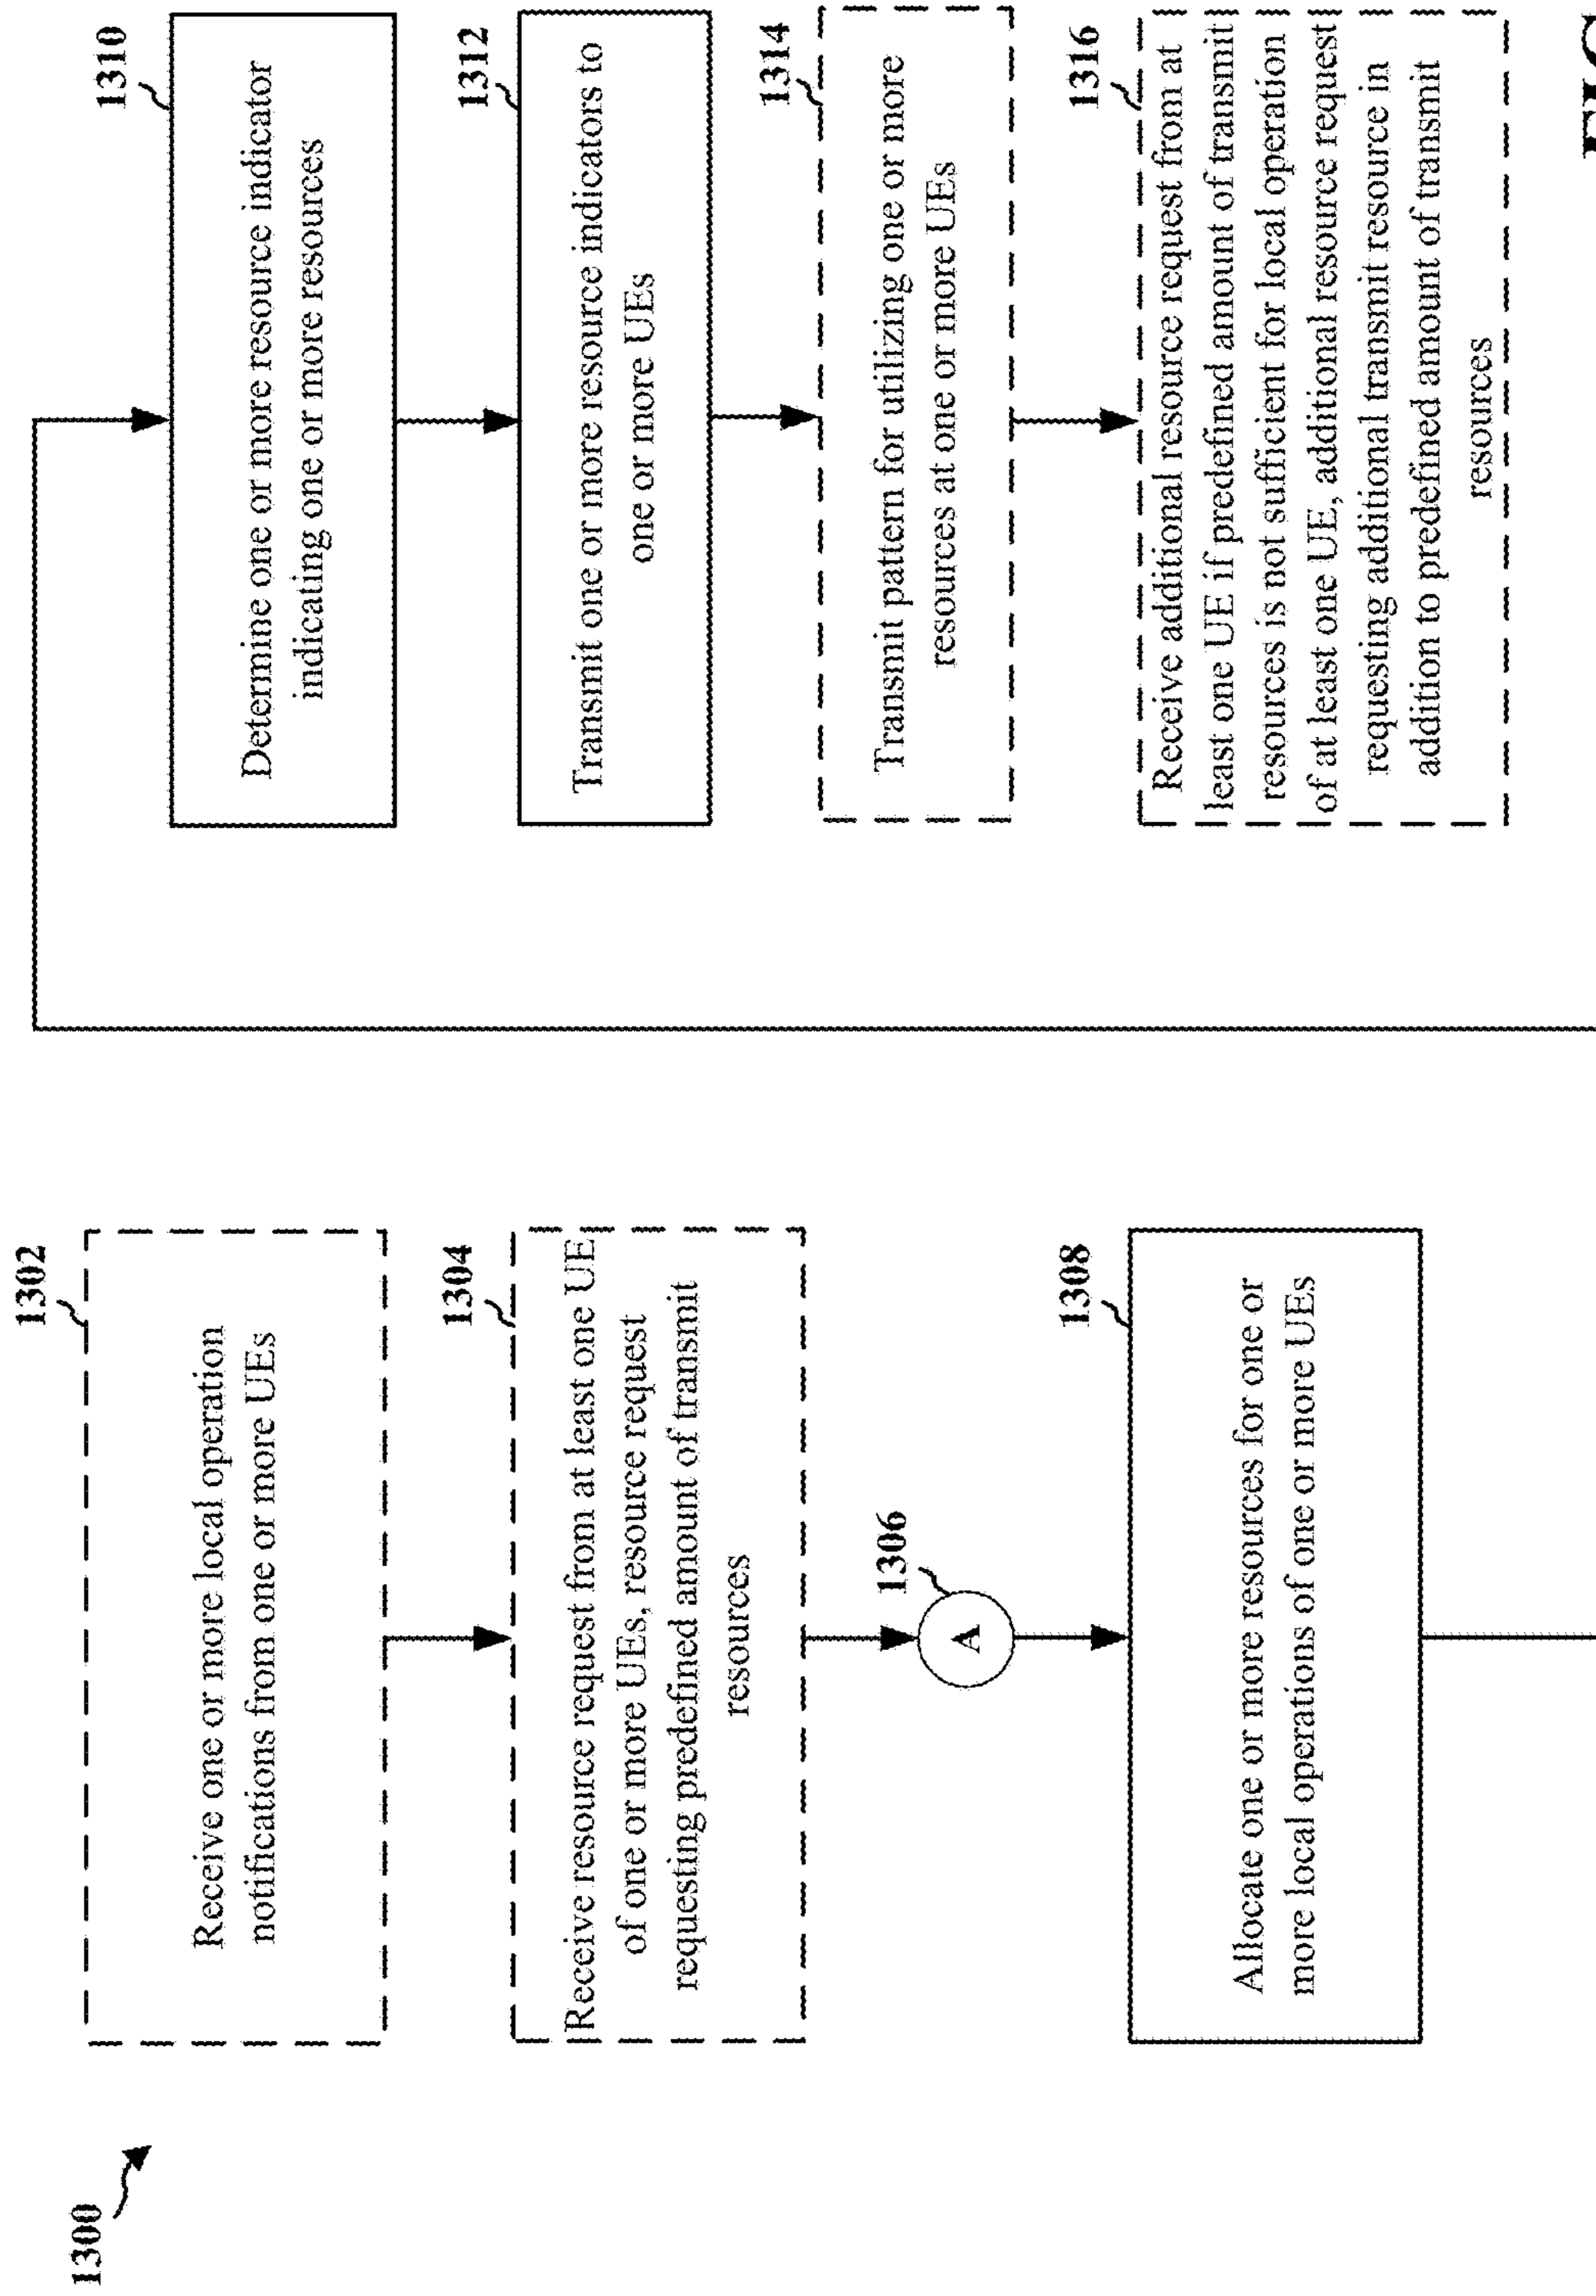 1300
1302
Receive one or more local operation
notifications from one or more UEs
1304
Receive resource request from at least one UE
of one or more UEs, resource request
requesting predefined amount of transmit
resources
1306
A
1308
Allocate one or more resources for one or
more local operations of one or more UEs
1310
Determine one or more resource indicator
indicating one or more resources
1312
Transmit one or more resource indicators to
one or more UEs
1314
Transmit pattern for utilizing one or more
resources at one or more UEs
1316
Receive additional resource request from at
least one UE if predefined amount of transmit
resources is not sufficient for local operation
of at least one UE, additional resource request
requesting additional transmit resource in
addition to predefined amount of transmit
resources